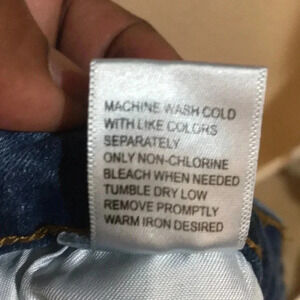 MACHINE WASH COLD
WITH LIKE COLORS
SEPARATELY
ONLY NON-CHLORINE
BLEACH WHEN NEEDED
TUMBLE DRY LOW
REMOVE PROMPTLY
WARM IRON DESIRED